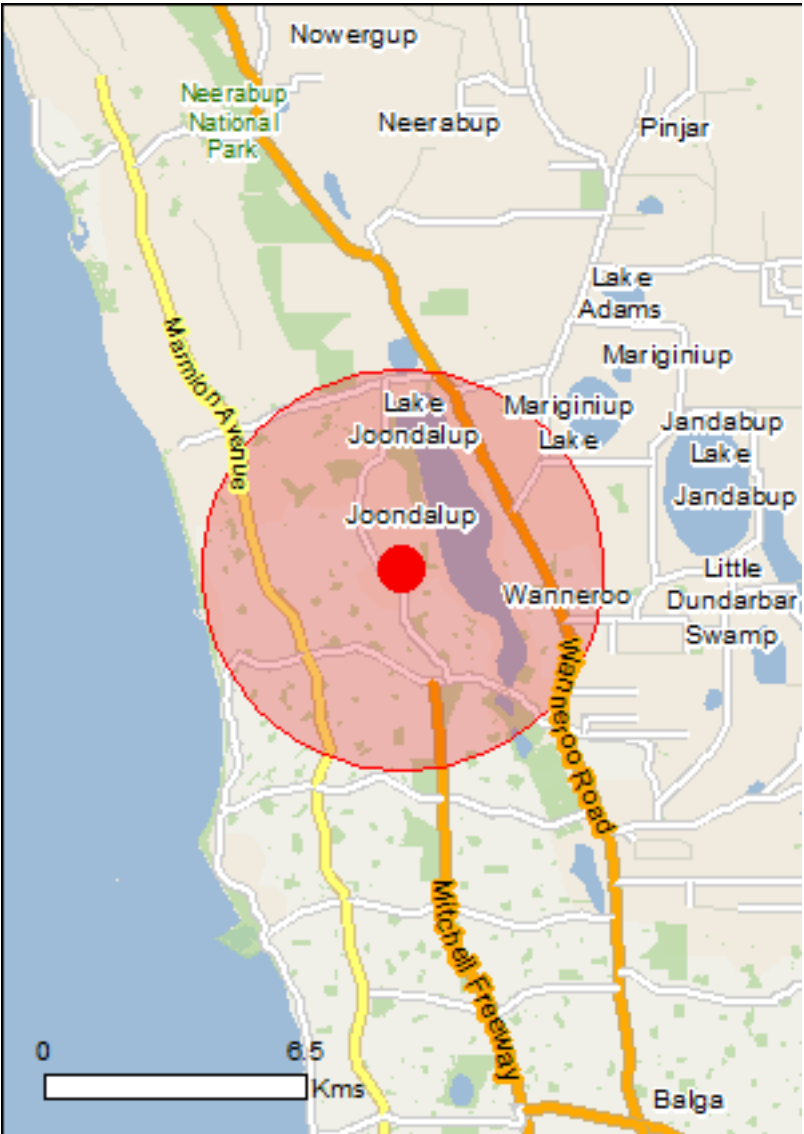 Nowergup
Neerabup
National
Park
Neerabup
Pinjar
Lake
Adams
Marmion Avenue
Mariginiup
Lake
Joondalup
Mariginiup
Lake
Jandabup
Lake
Jandabup
Joondalup
Little
Dundarbar
Swamp
Wanneroo
Wanneroo Road
Mitchell Freeway
0
6.5
Kms
Balga